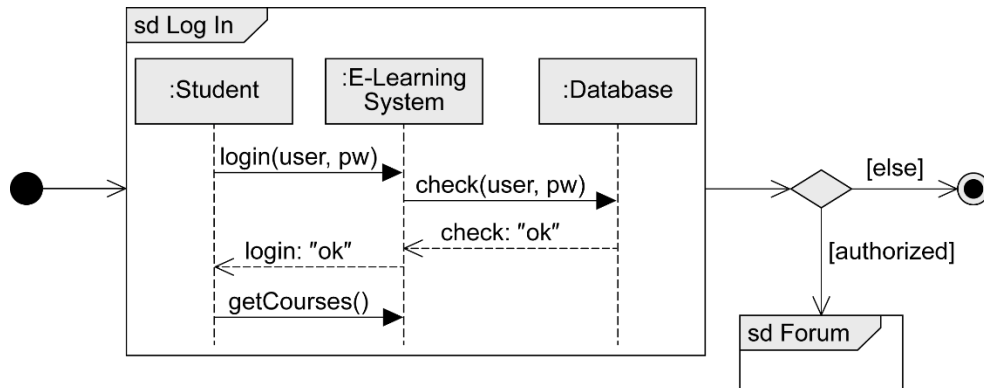 sd Log In
:Student
:E-Learning
System
:Database
login(user, pw)
check(user, pw)
check: "ok"
login: "ok"
getCourses()
[else]
[authorized]
sd Forum